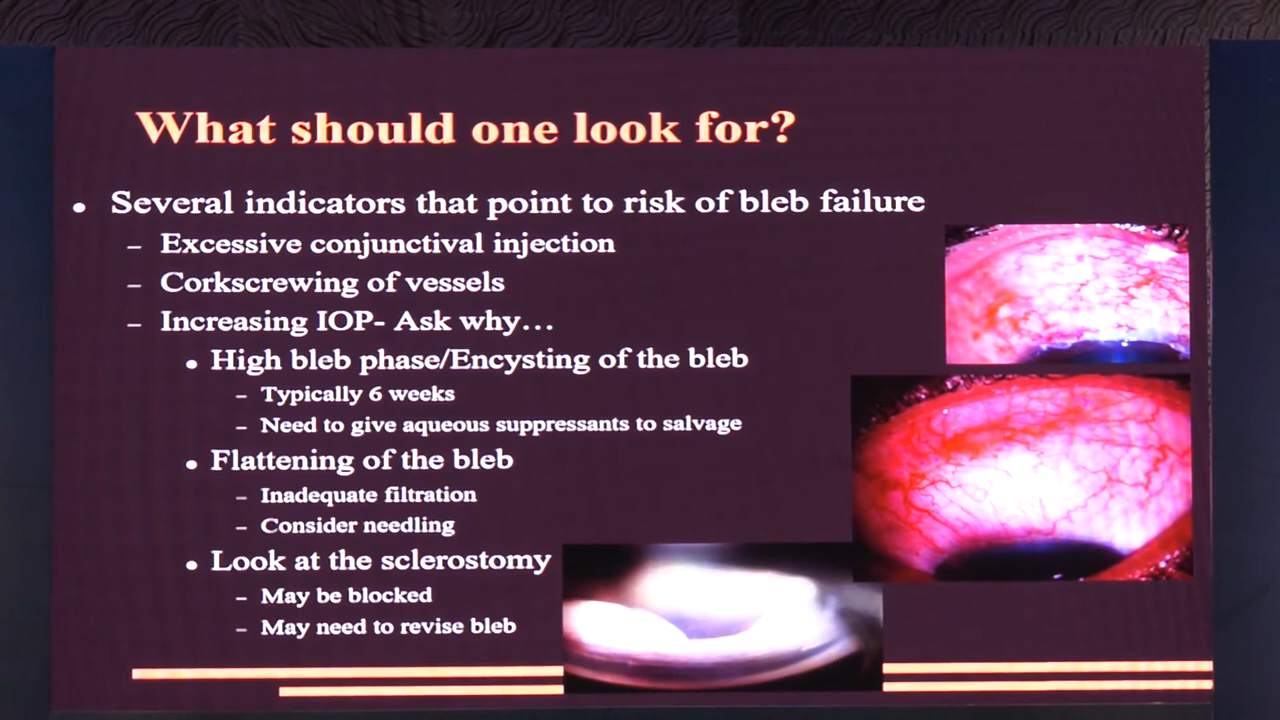 What should one look for?
• Several indicators that point to risk of bleb failure
– Excessive conjunctival injection
– Corkscrewing of vessels
– Increasing IOP- Ask why…
• High bleb phase/Encysting of the bleb
– Typically 6 weeks
– Need to give aqueous suppressants to salvage
• Flattening of the bleb
– Inadequate filtration
– Consider needling
• Look at the sclerostomy
– May be blocked
– May need to revise bleb